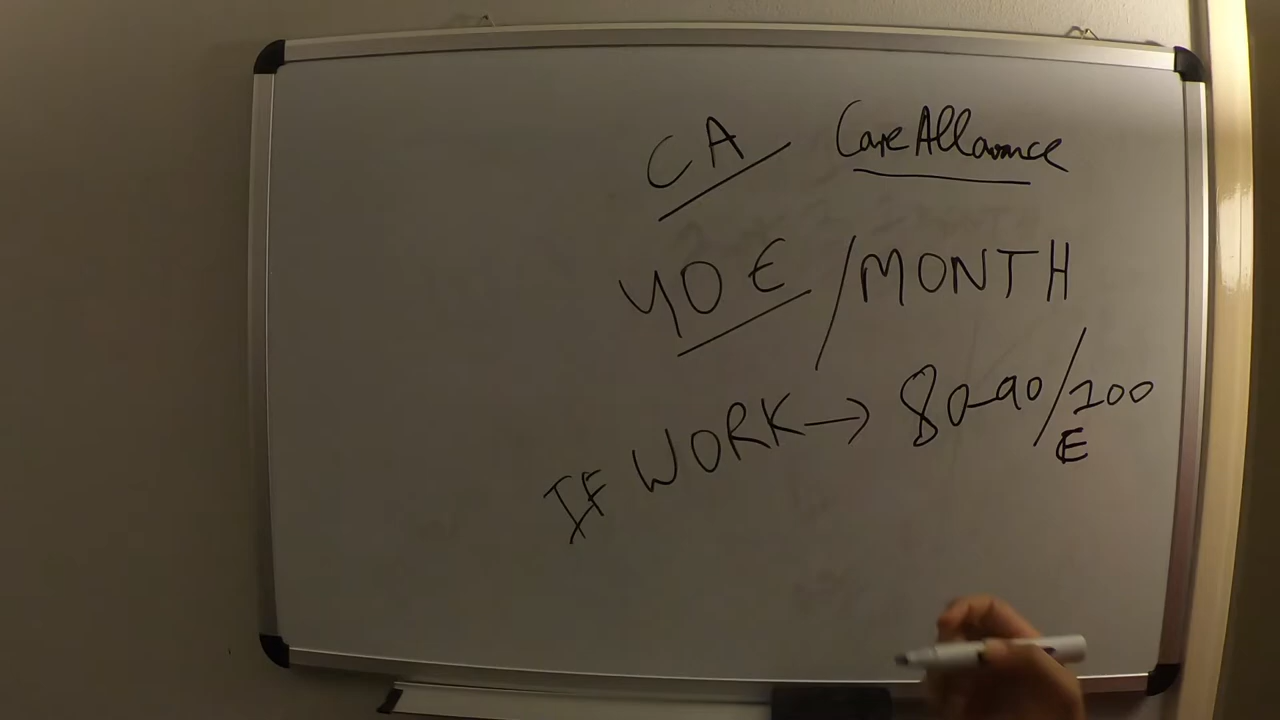 CA Care Allowance
40 € / MONTH
IF WORK → 80-90/100
€